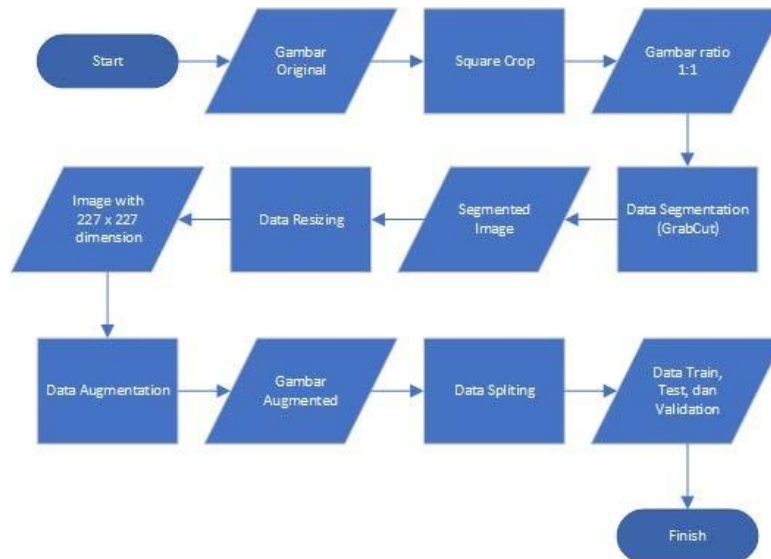 Start
Gambar
Original
Square Crop
Gambar ratio
1:1
Data Segmentation
(GrabCut)
Segmented
Image
Data Resizing
Image with
227 x 227
dimension
Data Augmentation
Gambar
Augmented
Data Spliting
Data Train,
Test, dan
Validation
Finish